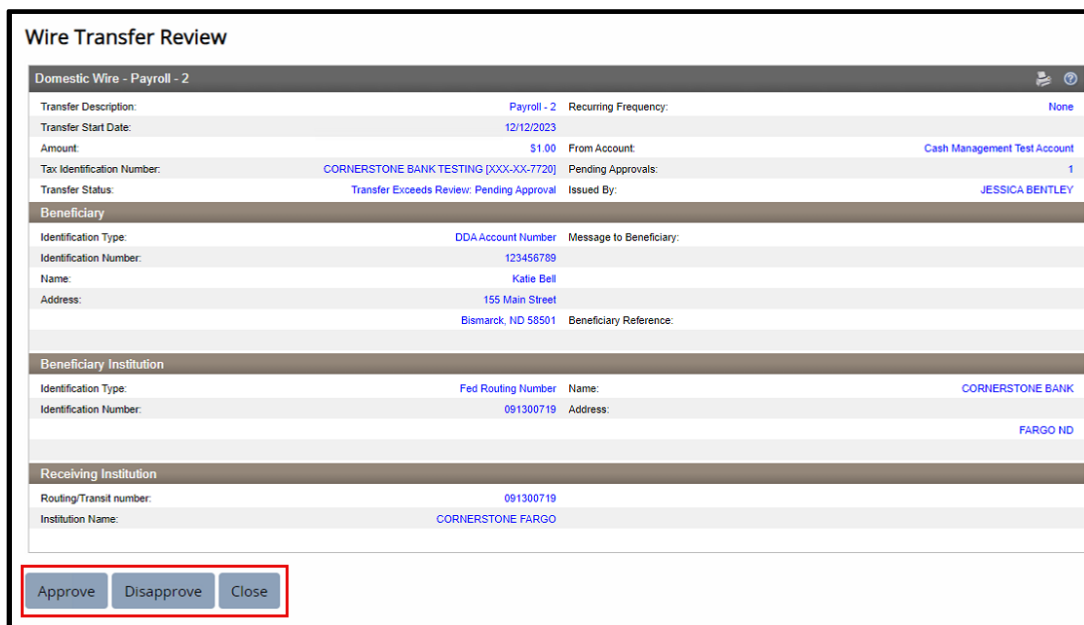 Wire Transfer Review
Domestic Wire - Payroll - 2
Transfer Description: Payroll - 2 Recurring Frequency: None
Transfer Start Date: 12/12/2023
Amount: $1.00 From Account: Cash Management Test Account
Tax Identification Number: CORNERSTONE BANK TESTING [XXX-XX-7720] Pending Approvals: 1
Transfer Status: Transfer Exceeds Review: Pending Approval Issued By: JESSICA BENTLEY
Beneficiary
Identification Type: DDA Account Number Message to Beneficiary:
Identification Number: 123456789
Name: Katie Bell
Address: 155 Main Street
Bismarck, ND 58501 Beneficiary Reference:
Beneficiary Institution
Identification Type: Fed Routing Number Name: CORNERSTONE BANK
Identification Number: 091300719 Address:
FARGO ND
Receiving Institution
Routing/Transit number: 091300719
Institution Name: CORNERSTONE FARGO
Approve Disapprove Close